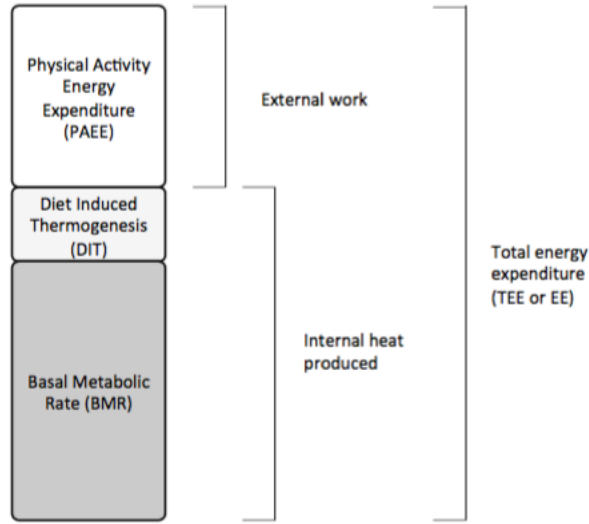 Physical Activity
Energy
Expenditure
(PAEE)
External work
Diet Induced
Thermogenesis
(DIT)
Total energy
expenditure
(TEE or EE)
Internal heat
produced
Basal Metabolic
Rate (BMR)